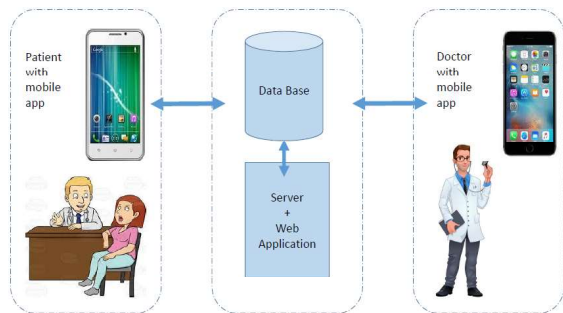 Patient
with
mobile
app
Data Base
Server
+
Web
Application
Doctor
with
mobile
app